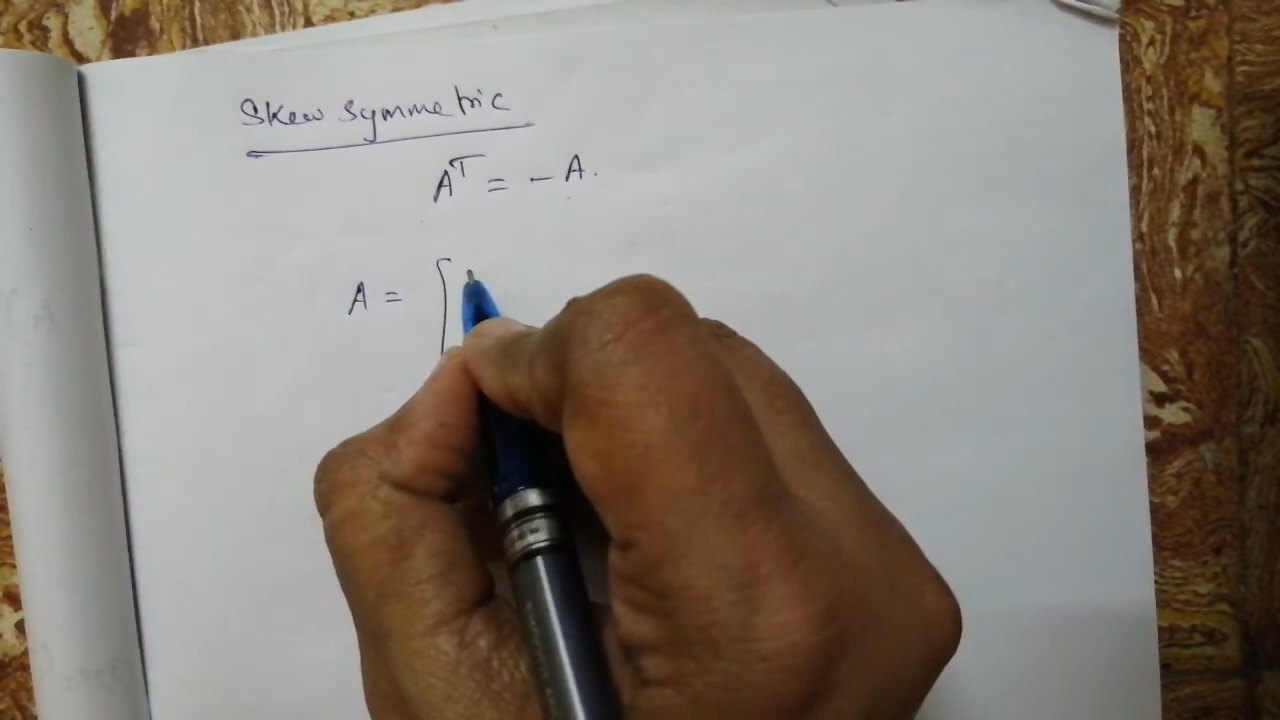 Skew symmetric
Aᵀ = - A.
A = [